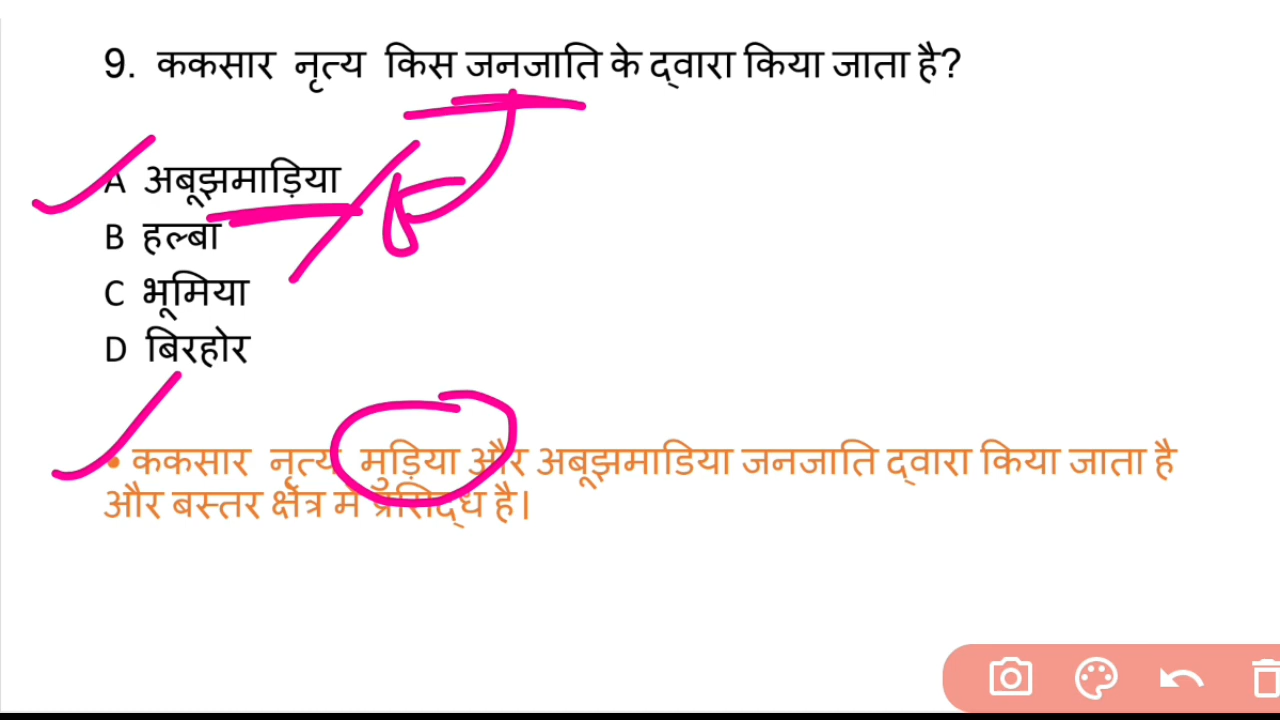 9. ककसार नृत्य किस जनजाति के द्वारा किया जाता है?
A अबूझमाड़िया
B हल्बा
C भूमिया
D बिरहोर
• ककसार नृत्य मुड़िया और अबूझमाडिया जनजाति द्वारा किया जाता है
और बस्तर क्षेत्र में प्रसिद्ध है।